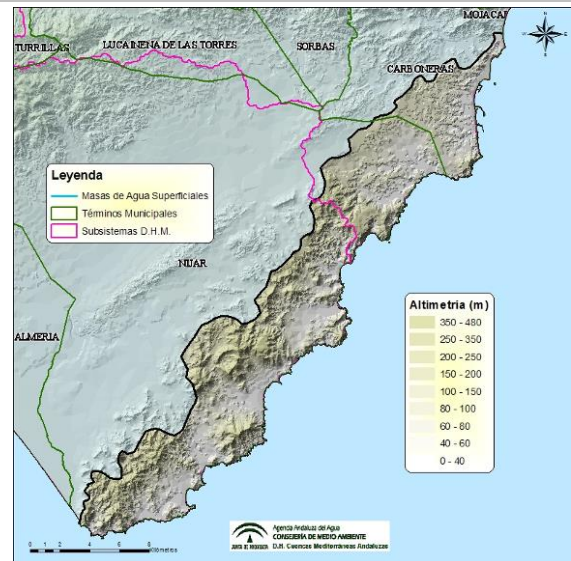 MOJACAR
TURRILLAS
LUCAINENA DE LAS TORRES
SORBAS
CARBONERAS
Leyenda
Masas de Agua Superficiales
Términos Municipales
Subsistemas D.H.M.
NIJAR
ALMERIA
Altimetría (m)
350 - 480
250 - 350
200 - 250
150 - 200
100 - 150
80 - 100
60 - 80
40 - 60
0 - 40
0 2 4 6 8
Kilómetros
JUNTA DE ANDALUCIA
Agencia Andaluza del Agua
CONSEJERÍA DE MEDIO AMBIENTE
D.H. Cuencas Mediterráneas Andaluzas